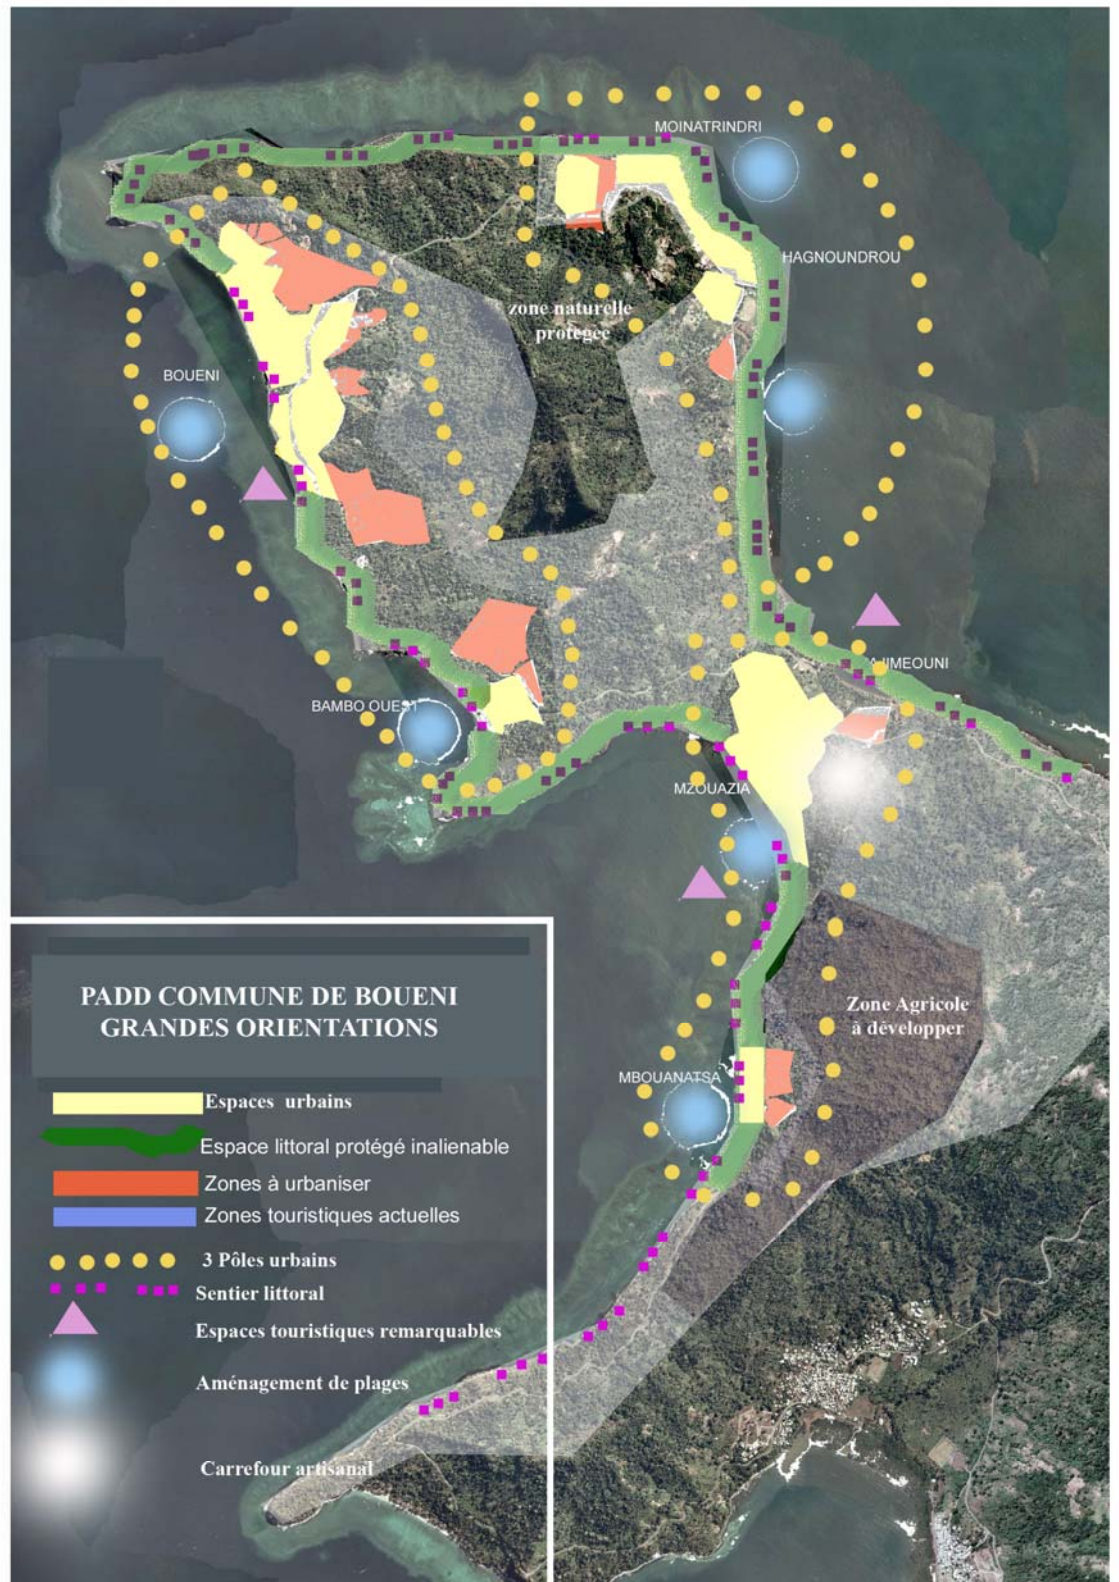 MOINATRINDRI
HAGNOUNDROU
zone naturelle
protégée
BOUENI
BAMBO OUEST
MZOUAZIA
Zone Agricole
à développer
MBOUANATSA
PADD COMMUNE DE BOUENI
GRANDES ORIENTATIONS
Espaces urbains
Espace littoral protégé inalienable
Zones à urbaniser
Zones touristiques actuelles
3 Pôles urbains
Sentier littoral
Espaces touristiques remarquables
Aménagement de plages
Carrefour artisanal